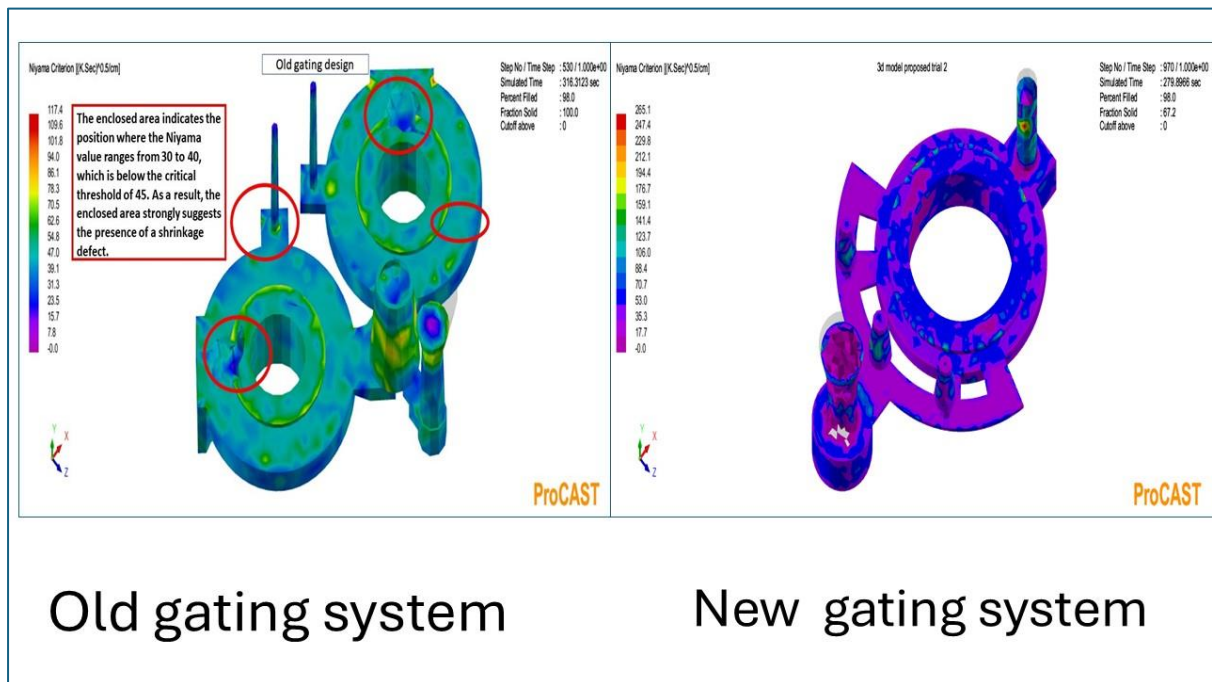 Niyama Criterion [(K.Sec)^0.5/cm]
Old gating design
Step No / Time Step : 530 / 1.000e+00
Simulated Time : 316.3123 sec
Percent Filled : 98.0
Fraction Solid : 100.0
Cutoff above : 0
117.4
109.6
101.8
94.0
86.1
78.3
70.5
62.6
54.8
47.0
39.1
31.3
23.5
15.7
7.8
-0.0
The enclosed area indicates the
position where the Niyama
value ranges from 30 to 40,
which is below the critical
threshold of 45. As a result, the
enclosed area strongly suggests
the presence of a shrinkage
defect.
Y
X
Z
ProCAST
Niyama Criterion [(K.Sec)^0.5/cm]
3d model proposed trial 2
Step No / Time Step : 970 / 1.000e+00
Simulated Time : 279.8966 sec
Percent Filled : 98.0
Fraction Solid : 67.2
Cutoff above : 0
265.1
247.4
229.8
212.1
194.4
176.7
159.1
141.4
123.7
106.0
88.4
70.7
53.0
35.3
17.7
-0.0
Y
X
Z
ProCAST
Old gating system
New gating system